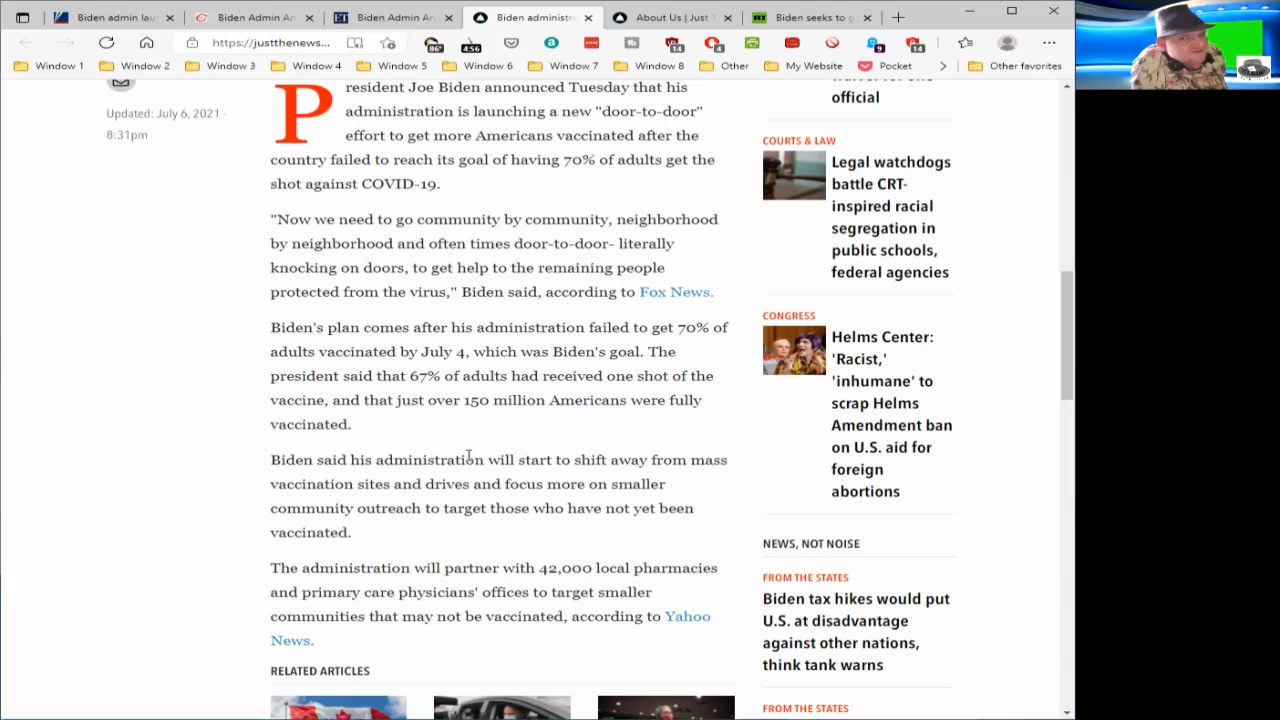 Biden admin lau
Biden Admin Ar
Biden Admin An
Biden administra
About Us | Just
Biden seeks to g
https://justthenews...
86°
4:56
14
4
9
14
Window 1
Window 2
Window 3
Window 4
Window 5
Window 6
Window 7
Window 8
Other
My Website
Pocket
Other favorites
Updated: July 6, 2021 -
8:31pm
President Joe Biden announced Tuesday that his
administration is launching a new "door-to-door"
effort to get more Americans vaccinated after the
country failed to reach its goal of having 70% of adults get the
shot against COVID-19.
"Now we need to go community by community, neighborhood
by neighborhood and often times door-to-door- literally
knocking on doors, to get help to the remaining people
protected from the virus," Biden said, according to Fox News.
Biden's plan comes after his administration failed to get 70% of
adults vaccinated by July 4, which was Biden's goal. The
president said that 67% of adults had received one shot of the
vaccine, and that just over 150 million Americans were fully
vaccinated.
Biden said his administration will start to shift away from mass
vaccination sites and drives and focus more on smaller
community outreach to target those who have not yet been
vaccinated.
The administration will partner with 42,000 local pharmacies
and primary care physicians' offices to target smaller
communities that may not be vaccinated, according to Yahoo
News.
RELATED ARTICLES
official
COURTS & LAW
Legal watchdogs
battle CRT-
inspired racial
segregation in
public schools,
federal agencies
CONGRESS
Helms Center:
'Racist,'
'inhumane' to
scrap Helms
Amendment ban
on U.S. aid for
foreign
abortions
NEWS, NOT NOISE
FROM THE STATES
Biden tax hikes would put
U.S. at disadvantage
against other nations,
think tank warns
FROM THE STATES